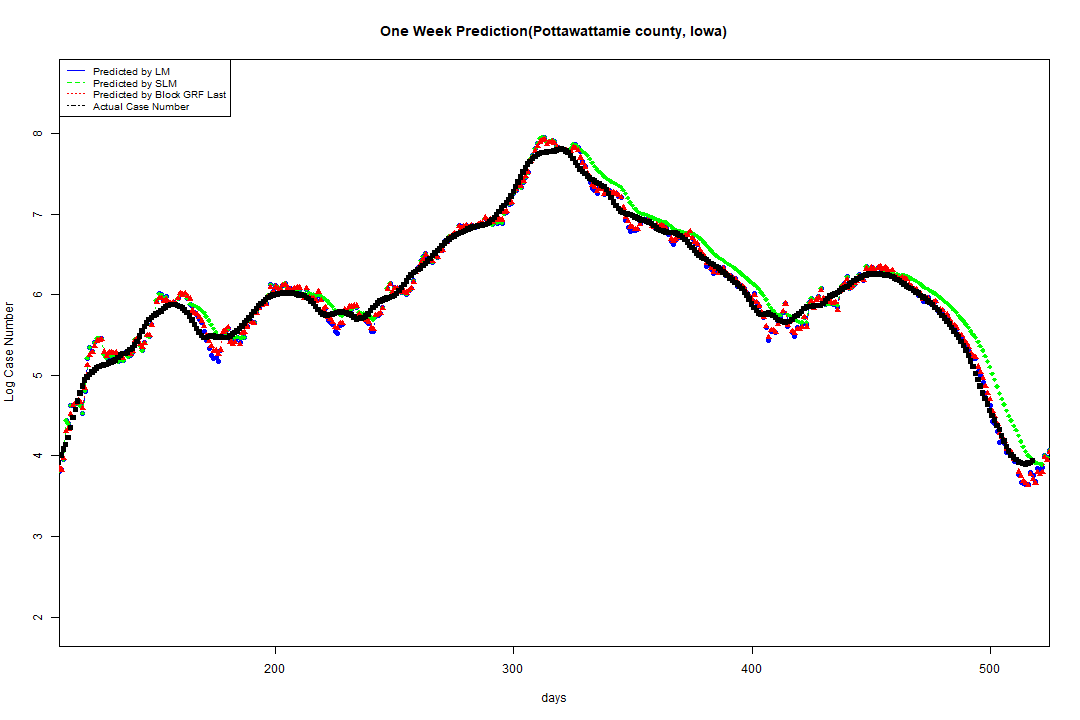 One Week Prediction(Pottawattamie county, Iowa)
Predicted by LM
Predicted by SLM
Predicted by Block GRF Last
Actual Case Number
8
7
6
5
4
3
2
Log Case Number
200 300 400 500
days